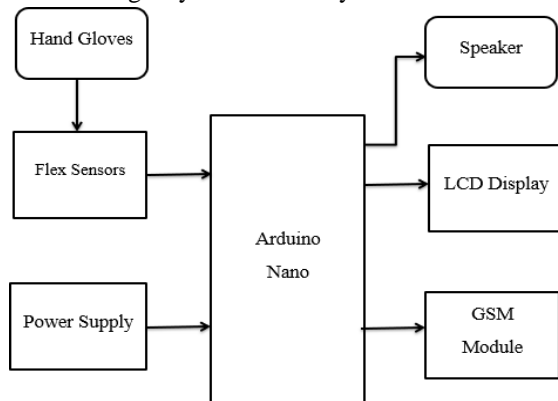 Hand Gloves
Speaker
Flex Sensors
LCD Display
Arduino
Nano
Power Supply
GSM
Module